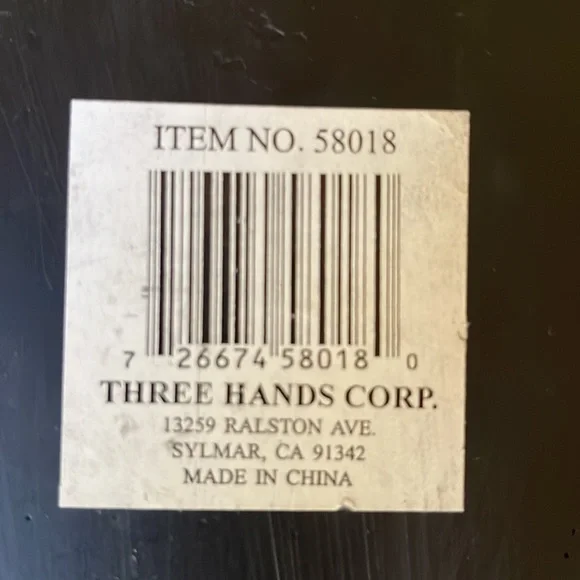 ITEM NO. 58018
7 26674 58018 0
THREE HANDS CORP.
13259 RALSTON AVE.
SYLMAR, CA 91342
MADE IN CHINA